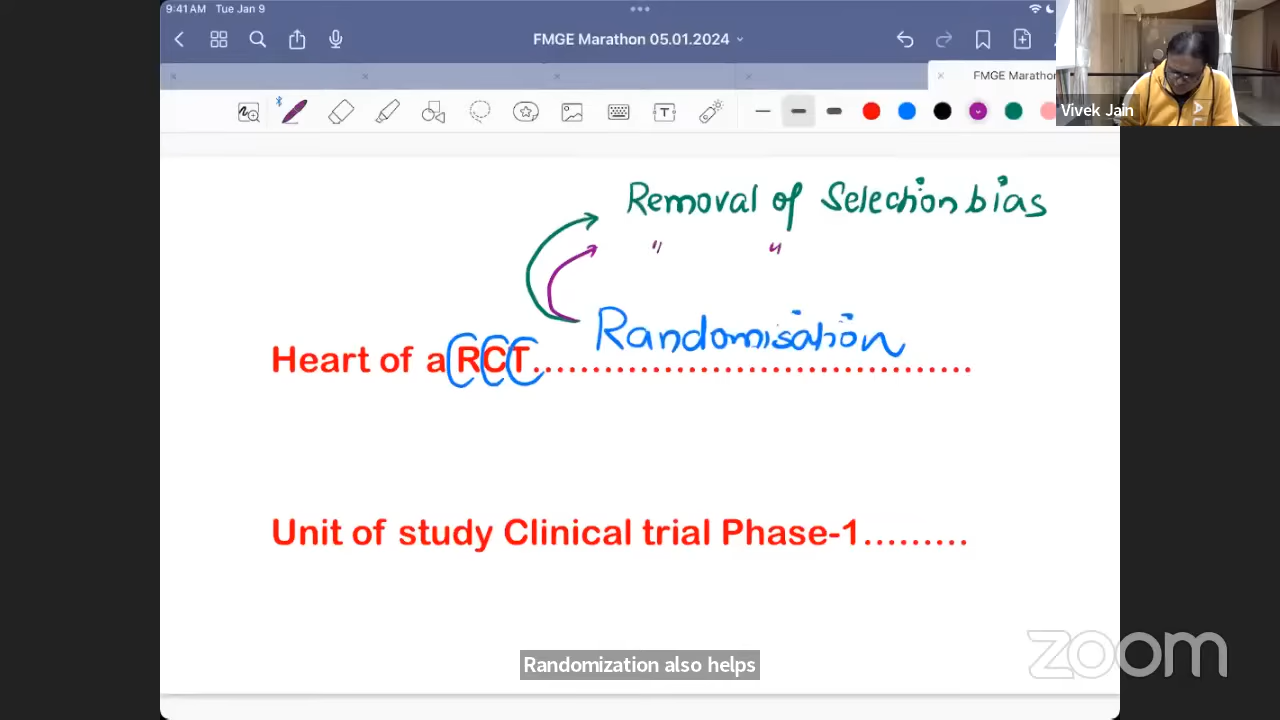 9:41 AM Tue Jan 9
FMGE Marathon 05.01.2024
FMGE Marathon
T
Vivek Jain
Removal of Selection bias
" "
Randomisation
Heart of a RCT....................................
Unit of study Clinical trial Phase-1.........
Randomization also helps
zoom